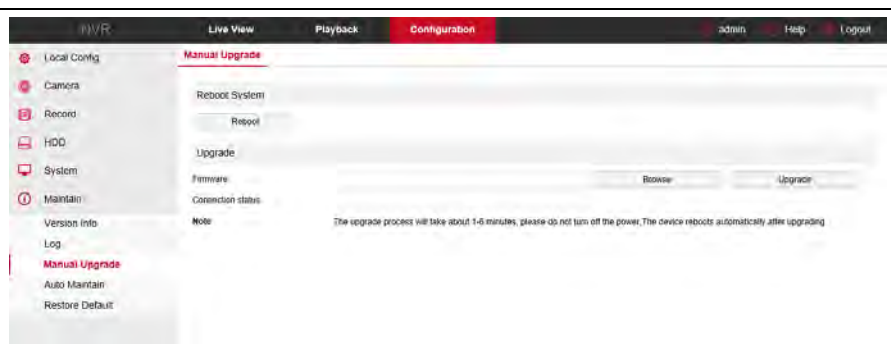 NVR Live View Playback Configuration admin Help Logout
Local Config
Manual Upgrade
Camera
Reboot System
Record
Reboot
HDD
Upgrade
System
Firmware Browse Upgrade
Maintain
Connection status
Version Info
Note The upgrade process will take about 1-6 minutes, please do not turn off the power,The device reboots automatically after upgrading
Log
Manual Upgrade
Auto Maintain
Restore Default